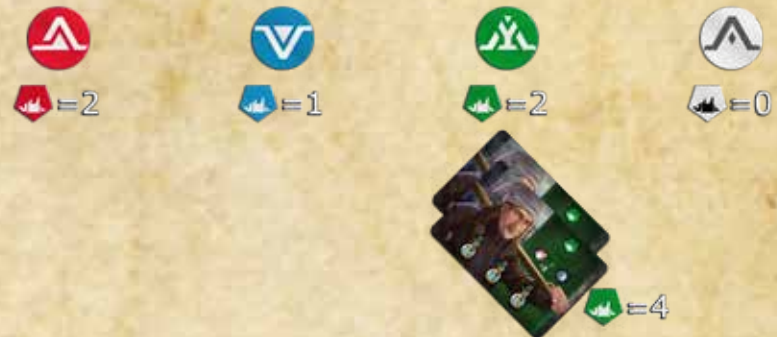 =2 =1 =2 =0
=4